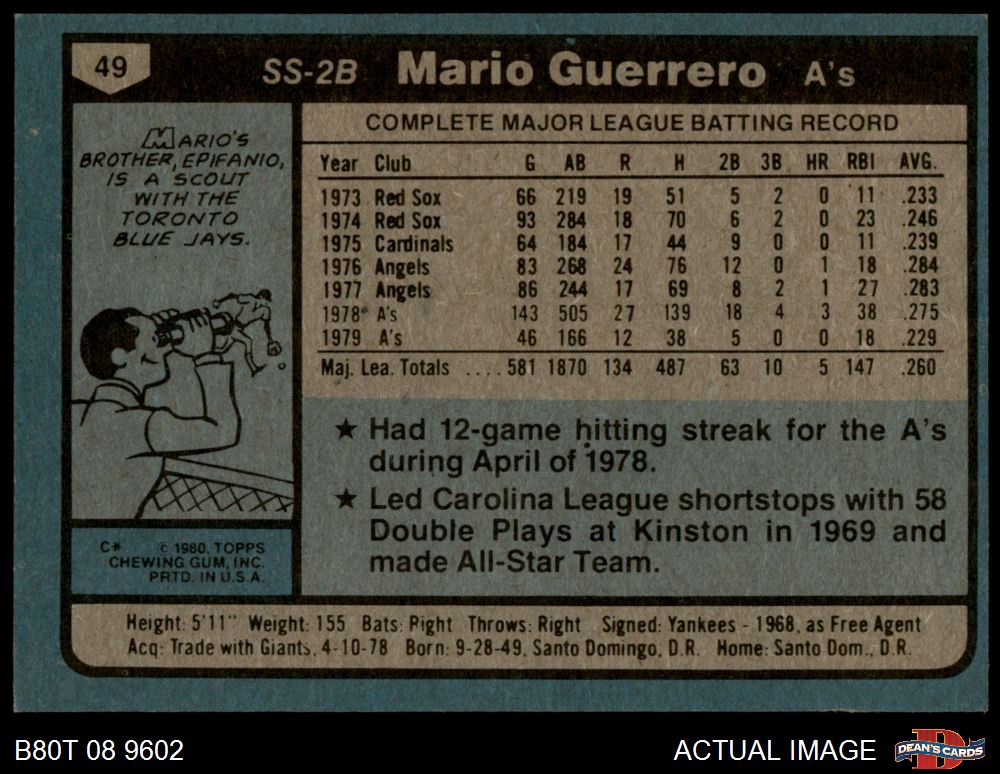 49
SS-2B Mario Guerrero A's
MARIO'S
BROTHER, EPIFANIO,
IS A SCOUT
WITH THE
TORONTO
BLUE JAYS.
C* © 1980, TOPPS
CHEWING GUM, INC.
PRTD. IN U.S.A.
COMPLETE MAJOR LEAGUE BATTING RECORD
Year Club G AB R H 2B 3B HR RBI AVG.
1973 Red Sox 66 219 19 51 5 2 0 11 .233
1974 Red Sox 93 284 18 70 6 2 0 23 .246
1975 Cardinals 64 184 17 44 9 0 0 11 .239
1976 Angels 83 268 24 76 12 0 1 18 .284
1977 Angels 86 244 17 69 8 2 1 27 .283
1978* A's 143 505 27 139 18 4 3 38 .275
1979 A's 46 166 12 38 5 0 0 18 .229
Maj. Lea. Totals .... 581 1870 134 487 63 10 5 147 .260
★ Had 12-game hitting streak for the A's
during April of 1978.
★ Led Carolina League shortstops with 58
Double Plays at Kinston in 1969 and
made All-Star Team.
Height: 5'11" Weight: 155 Bats: Right Throws: Right Signed: Yankees - 1968, as Free Agent
Acq: Trade with Giants, 4-10-78 Born: 9-28-49, Santo Domingo, D.R. Home: Santo Dom., D.R.
B80T 08 9602 ACTUAL IMAGE DEAN'S CARDS